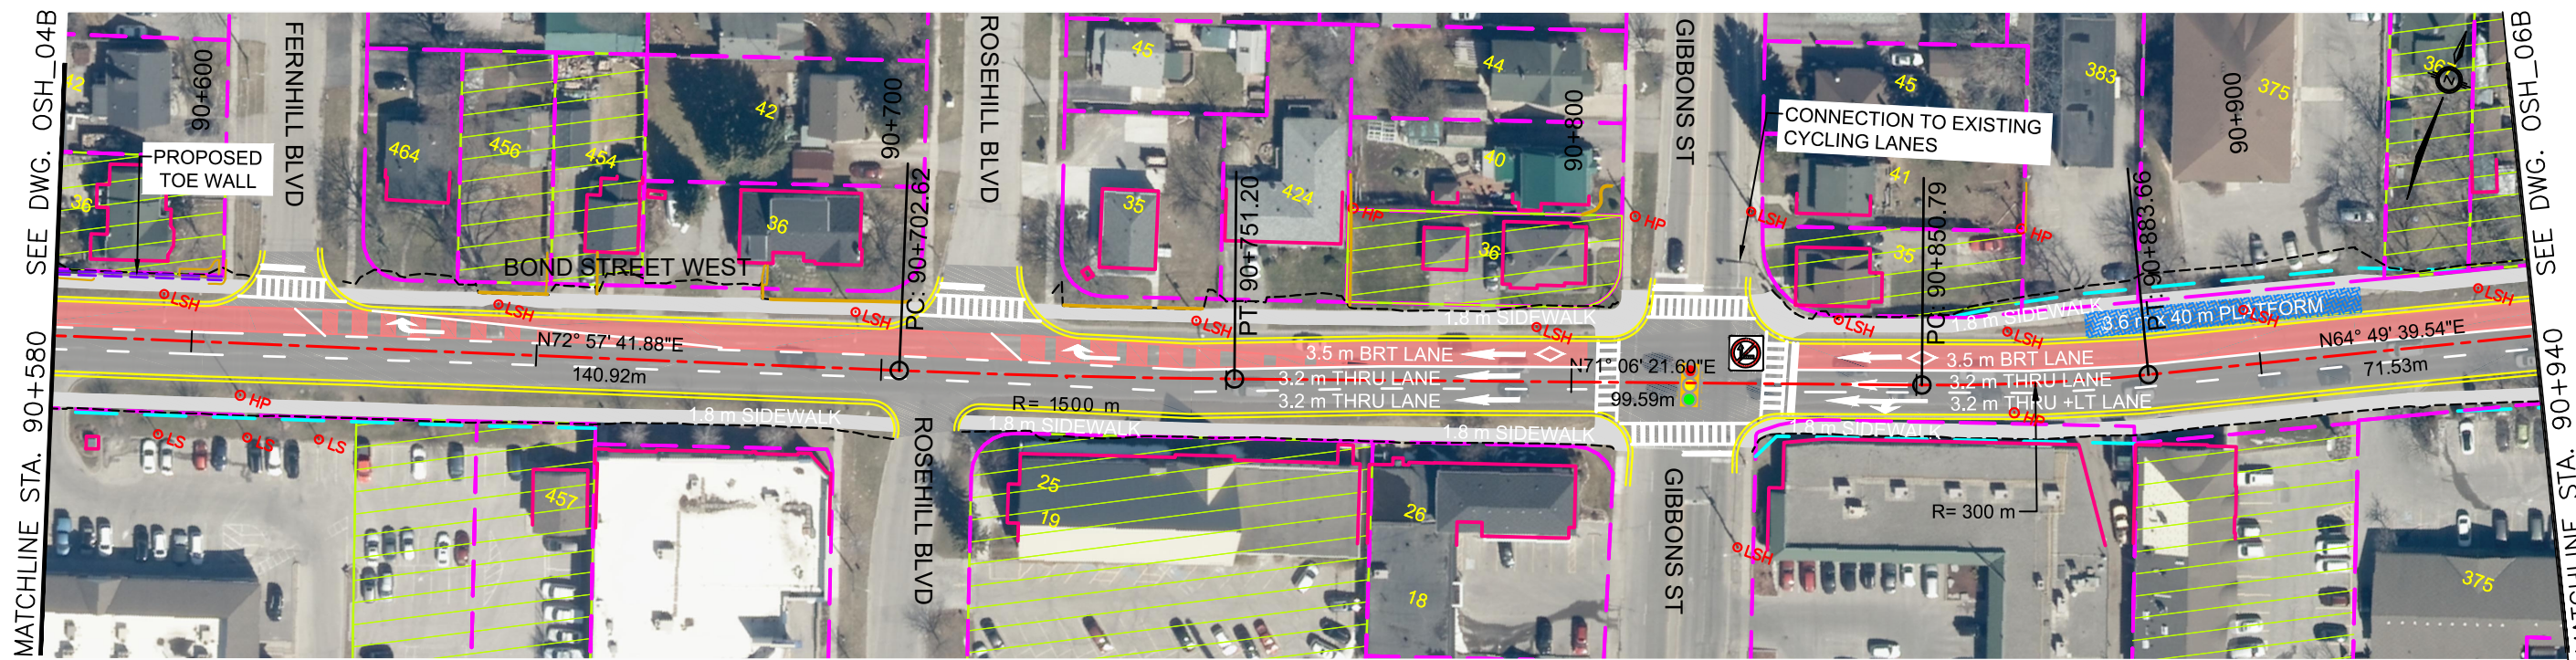 MATCHLINE STA. 90+580 SEE DWG. OSH_04B
42
36
PROPOSED
TOE WALL
90+600
FERNHILL BLVD
464
456
454
42
36
BOND STREET WEST
90+700
PC: 90+702.62
ROSEHILL BLVD
45
35
424
PT: 90+751.20
44
40
36
90+800
HP
HP
GIBBONS ST
CONNECTION TO EXISTING
CYCLING LANES
45
41
35
383
375
90+900
PC: 90+850.79
PT: 90+883.66
HP
LSH
LSH
LSH
LSH
LSH
LSH
LSH
LSH
LSH
LSH
1.8 m SIDEWALK
1.8 m SIDEWALK
3.6 m x 40 m PLATFORM
N72° 57' 41.88"E
140.92m
3.5 m BRT LANE
3.2 m THRU LANE
3.2 m THRU LANE
N71° 06' 21.60"E
99.59m
3.5 m BRT LANE
3.2 m THRU LANE
3.2 m THRU +LT LANE
N64° 49' 39.54"E
71.53m
R= 1500 m
HP
HP
1.8 m SIDEWALK
1.8 m SIDEWALK
1.8 m SIDEWALK
1.8 m SIDEWALK
LS
LS
LS
457
ROSEHILL BLVD
25
19
26
18
GIBBONS ST
LSH
R= 300 m
375
MATCHLINE STA. 90+940 SEE DWG. OSH_06B